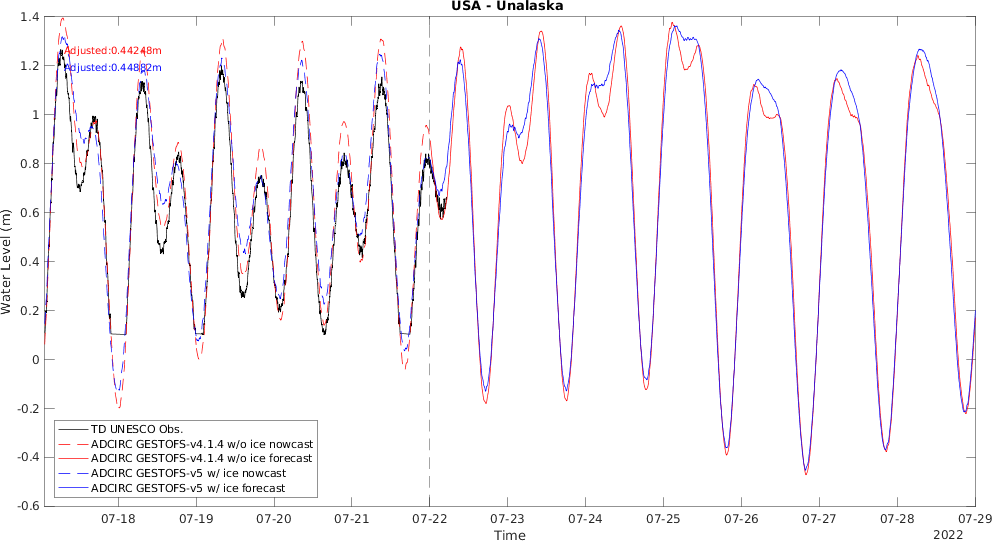 USA - Unalaska
1.4
1.2
1
0.8
0.6
0.4
0.2
0
-0.2
-0.4
-0.6
Water Level (m)
Adjusted:0.44248m
Adjusted:0.44882m
TD UNESCO Obs.
ADCIRC GESTOFS-v4.1.4 w/o ice nowcast
ADCIRC GESTOFS-v4.1.4 w/o ice forecast
ADCIRC GESTOFS-v5 w/ ice nowcast
ADCIRC GESTOFS-v5 w/ ice forecast
07-18 07-19 07-20 07-21 07-22 07-23 07-24 07-25 07-26 07-27 07-28 07-29
Time
2022